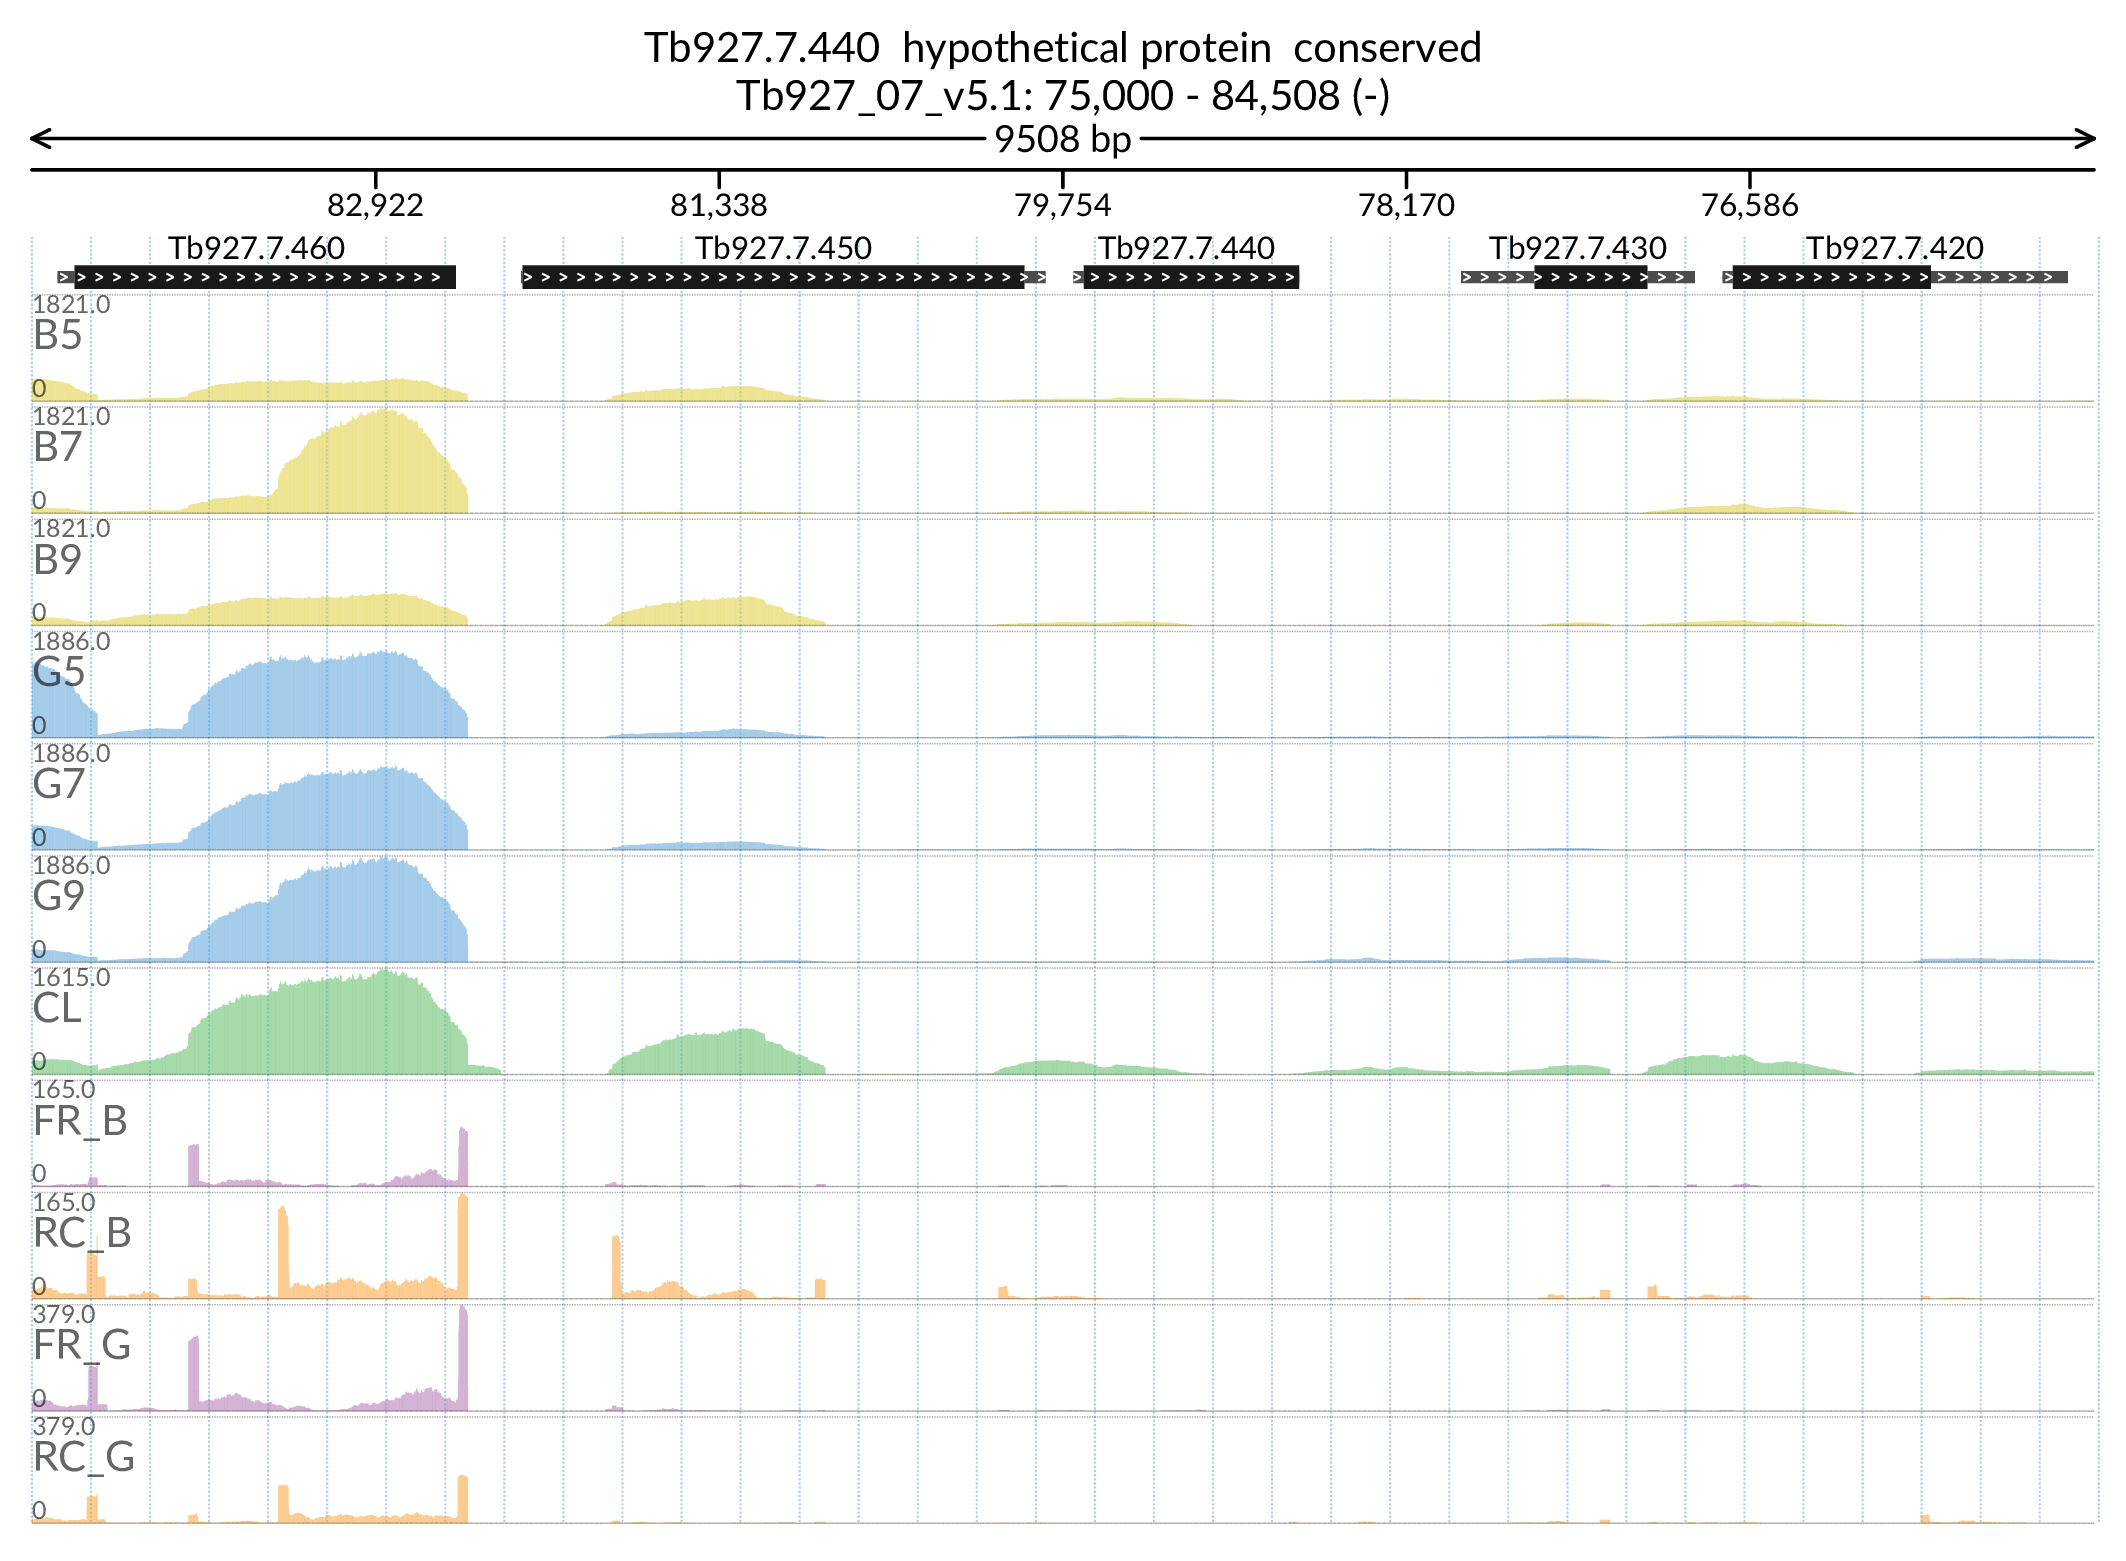 Tb927.7.440  hypothetical protein  conserved
Tb927_07_v5.1: 75,000 - 84,508 (-)
9508 bp
82,922 81,338 79,754 78,170 76,586
Tb927.7.460 Tb927.7.450 Tb927.7.440 Tb927.7.430 Tb927.7.420
1821.0
B5
0
1821.0
B7
0
1821.0
B9
0
1886.0
G5
0
1886.0
G7
0
1886.0
G9
0
1615.0
CL
0
165.0
FR_B
0
165.0
RC_B
0
379.0
FR_G
0
379.0
RC_G
0